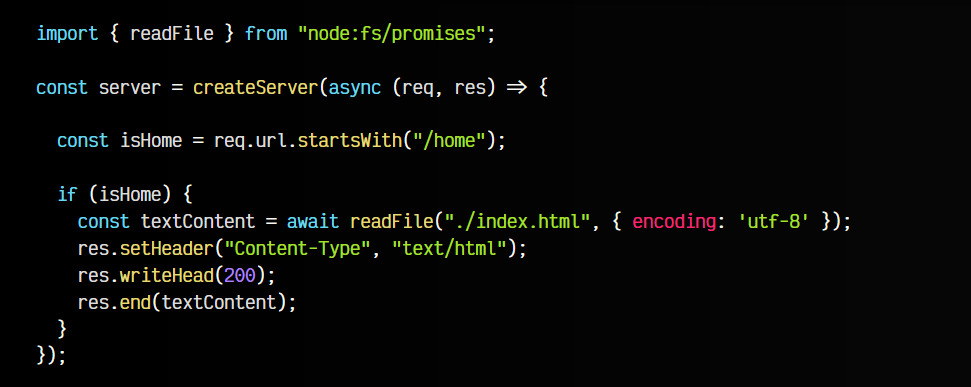 import { readFile } from "node:fs/promises";
const server = createServer(async (req, res) => {
const isHome = req.url.startsWith("/home");
if (isHome) {
const textContent = await readFile("./index.html", { encoding: 'utf-8' });
res.setHeader("Content-Type", "text/html");
res.writeHead(200);
res.end(textContent);
}
});